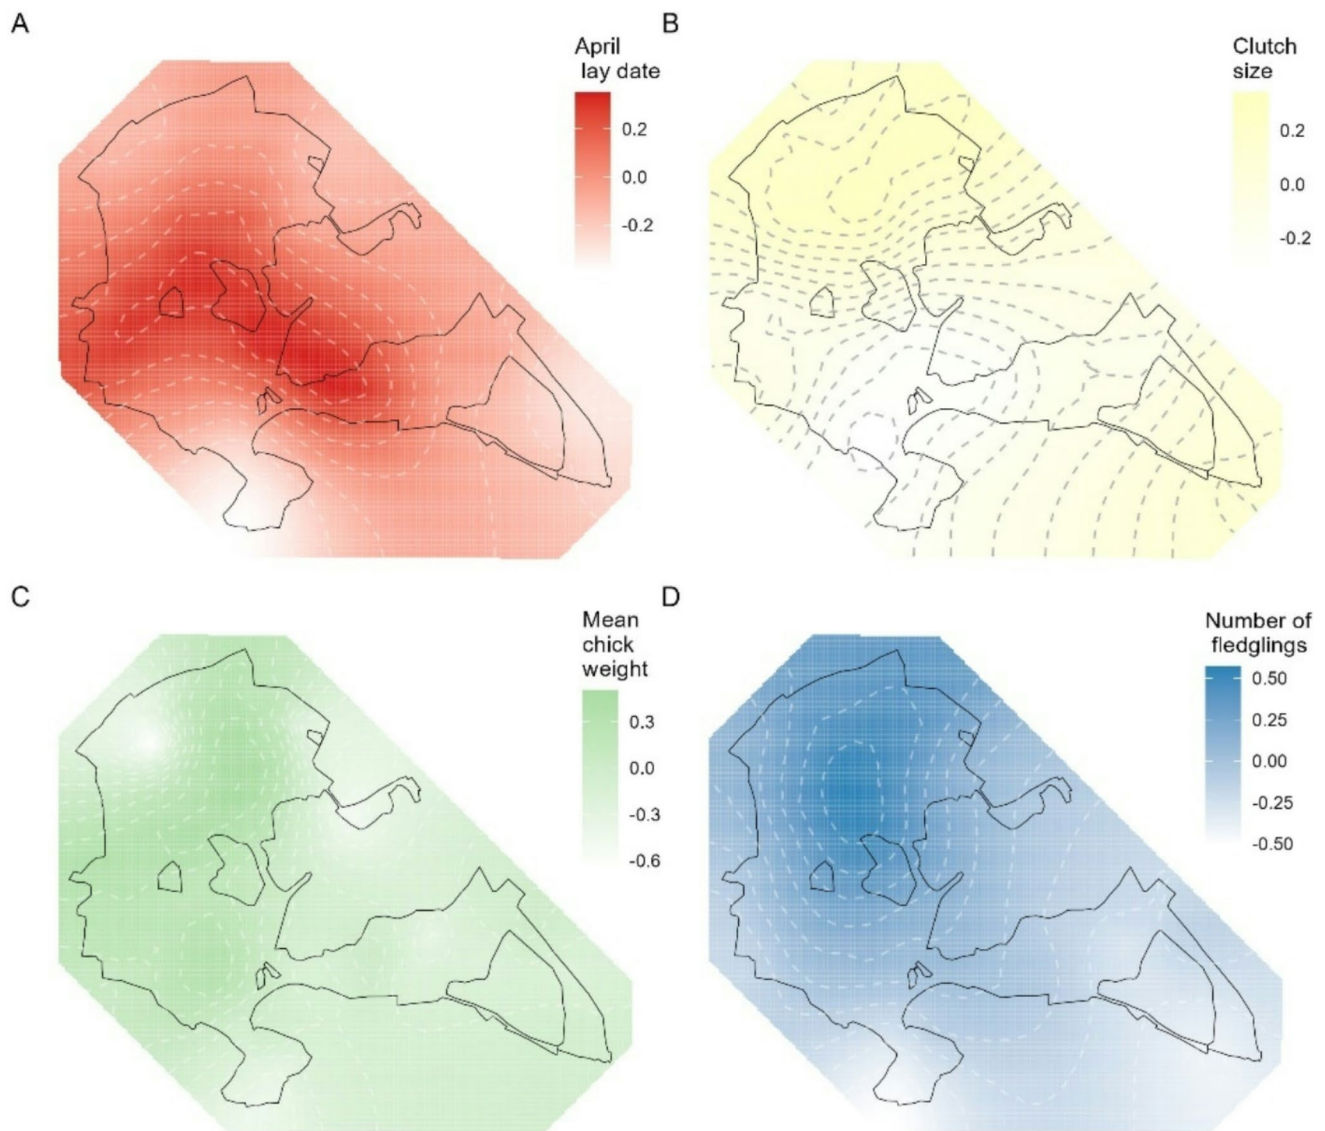 A
April
lay date
0.2
0.0
-0.2
B
Clutch
size
0.2
0.0
-0.2
C
Mean
chick
weight
0.3
0.0
-0.3
-0.6
D
Number of
fledglings
0.50
0.25
0.00
-0.25
-0.50